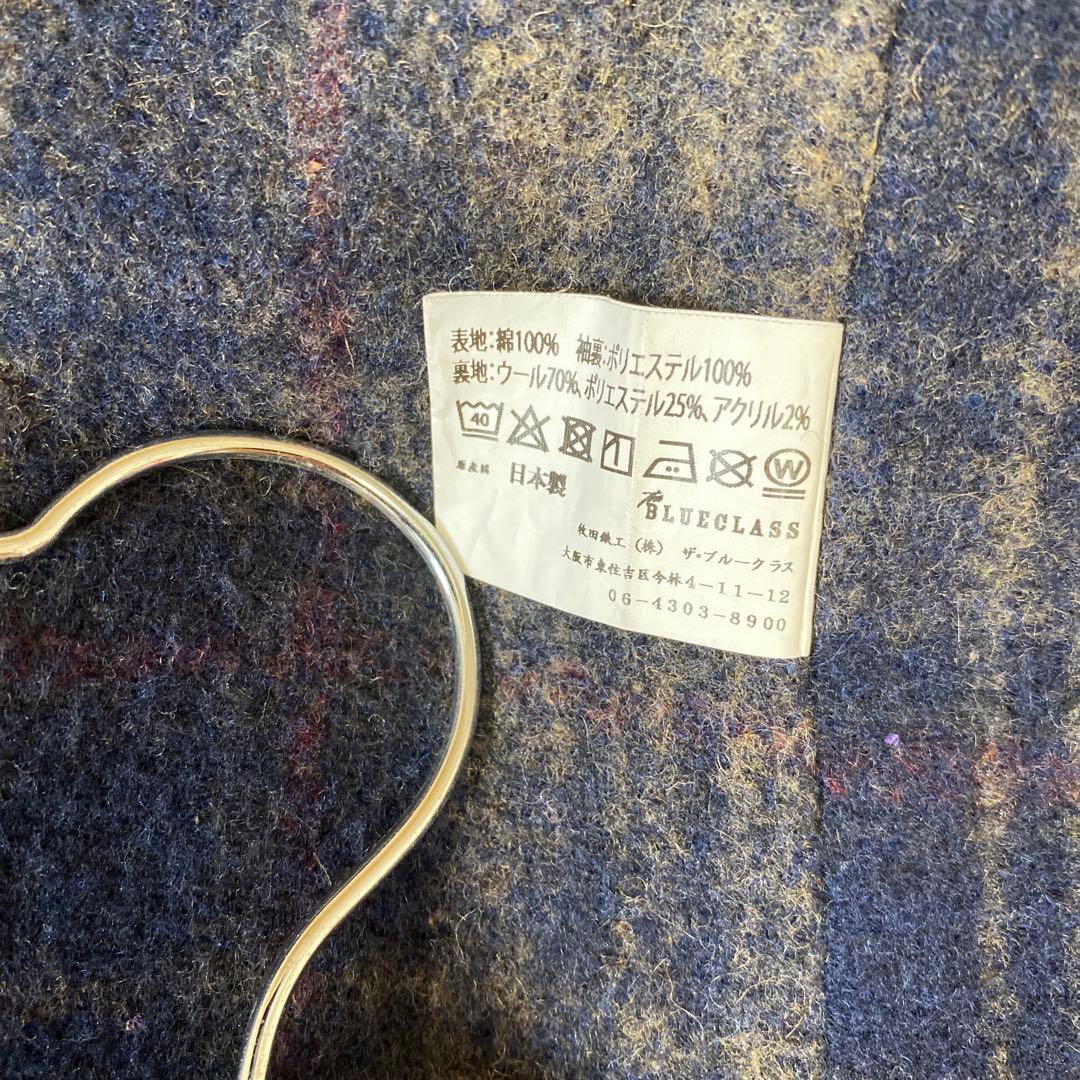 表地:綿100% 袖裏:ポリエステル100%
裏地:ウール70%、ポリエステル25%、アクリル2%
40 W
原産国 日本製
The BLUECLASS
牧田鉄工(株) ザ・ブルークラス
大阪市東住吉区今林4-11-12
06-4303-8900